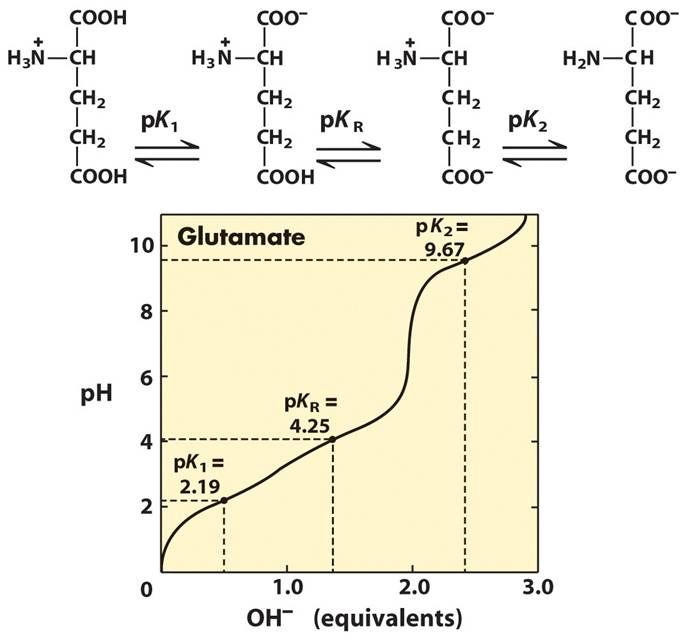 COOH COO⁻ COO⁻ COO⁻
H₃N⁺—CH H₃N⁺—CH H₃N⁺—CH H₂N—CH
CH₂ CH₂ CH₂ CH₂
pK₁ pKR pK₂
CH₂ CH₂ CH₂ CH₂
COOH COOH COO⁻ COO⁻
Glutamate
pK₂ =
9.67
10
8
6
pH
pKR =
4.25
4
pK₁ =
2.19
2
0 1.0 2.0 3.0
OH⁻ (equivalents)